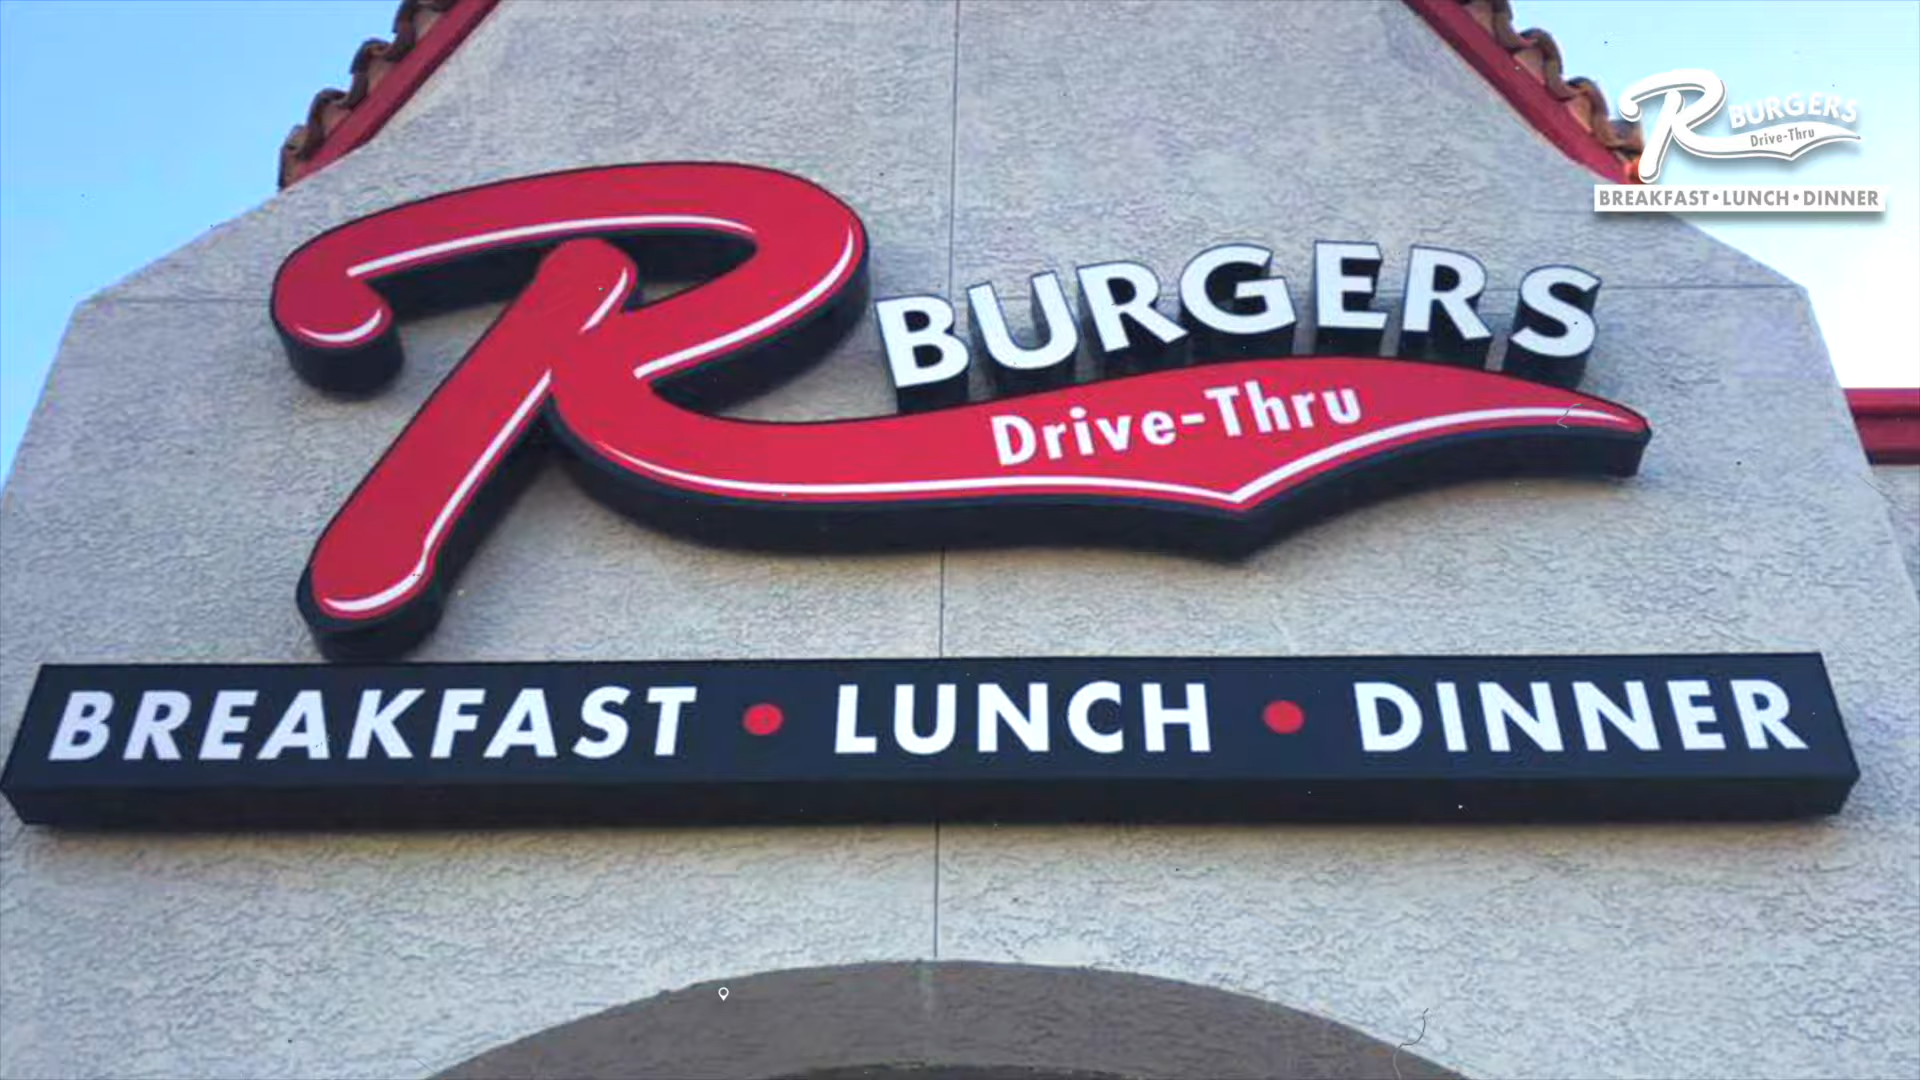 R BURGERS
Drive-Thru
BREAKFAST • LUNCH • DINNER
R BURGERS
Drive-Thru
BREAKFAST • LUNCH • DINNER